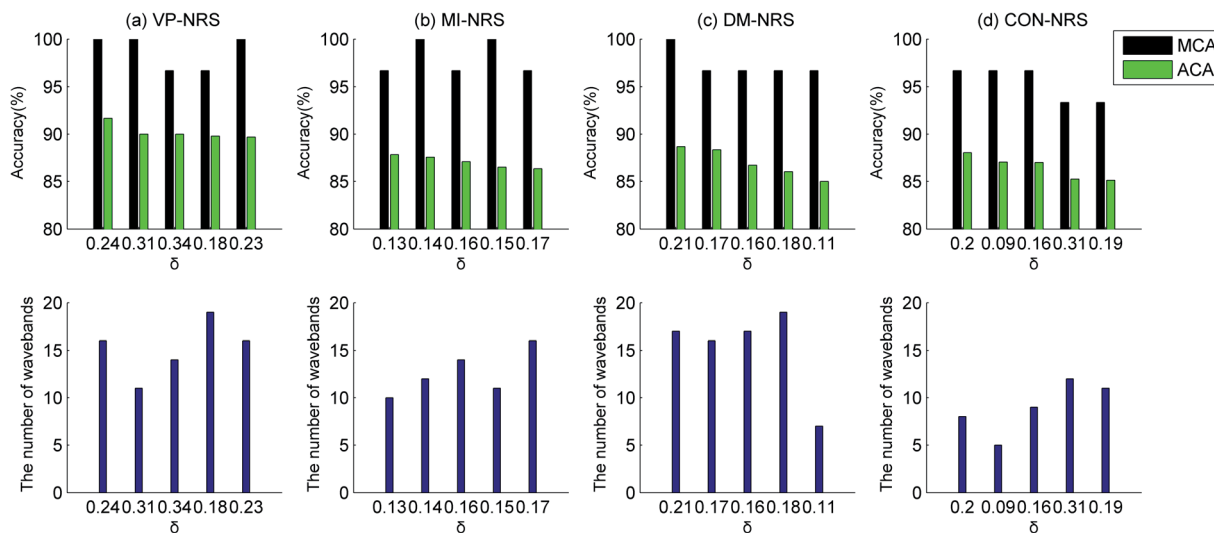 (a) VP-NRS
(b) MI-NRS
(c) DM-NRS
(d) CON-NRS
MCA
ACA
Accuracy(%)
100
95
90
85
80
0.24 0.31 0.34 0.18 0.23
δ
Accuracy(%)
100
95
90
85
80
0.13 0.14 0.16 0.15 0.17
δ
Accuracy(%)
100
95
90
85
80
0.21 0.17 0.16 0.18 0.11
δ
Accuracy(%)
100
95
90
85
80
0.2 0.09 0.16 0.31 0.19
δ
The number of wavebands
20
15
10
5
0
0.24 0.31 0.34 0.18 0.23
δ
The number of wavebands
20
15
10
5
0
0.13 0.14 0.16 0.15 0.17
δ
The number of wavebands
20
15
10
5
0
0.21 0.17 0.16 0.18 0.11
δ
The number of wavebands
20
15
10
5
0
0.2 0.09 0.16 0.31 0.19
δ